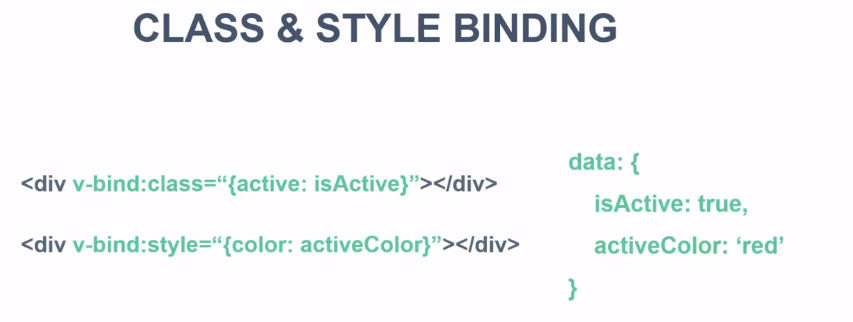 CLASS & STYLE BINDING
<div v-bind:class=“{active: isActive}”></div>
<div v-bind:style=“{color: activeColor}”></div>
data: {
isActive: true,
activeColor: ‘red’
}